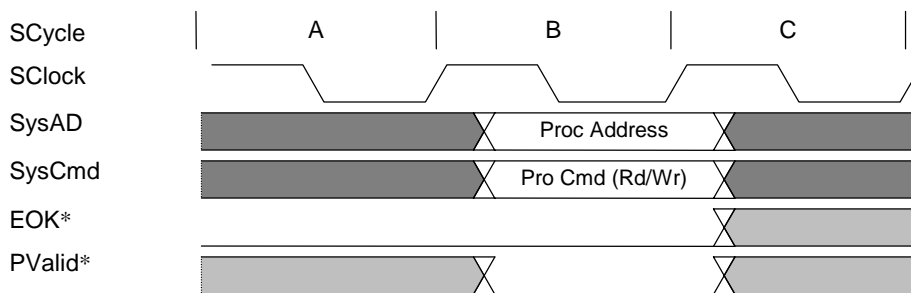 SCycle A B C
SClock
SysAD Proc Address
SysCmd Pro Cmd (Rd/Wr)
EOK*
PValid*